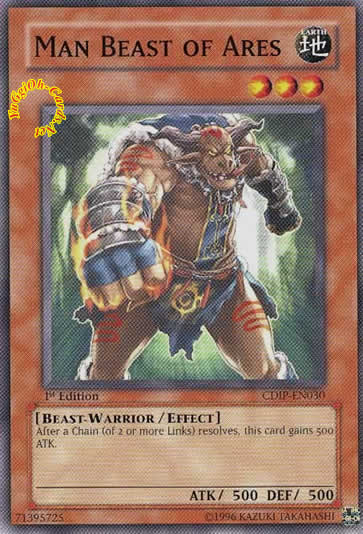 MAN BEAST OF ARES
EARTH
地
YuGiOh-Cards.Net
1st Edition
CDIP-EN030
[BEAST-WARRIOR / EFFECT]
After a Chain (of 2 or more Links) resolves, this card gains 500
ATK.
ATK / 500 DEF / 500
71395725
©1996 KAZUKI TAKAHASHI